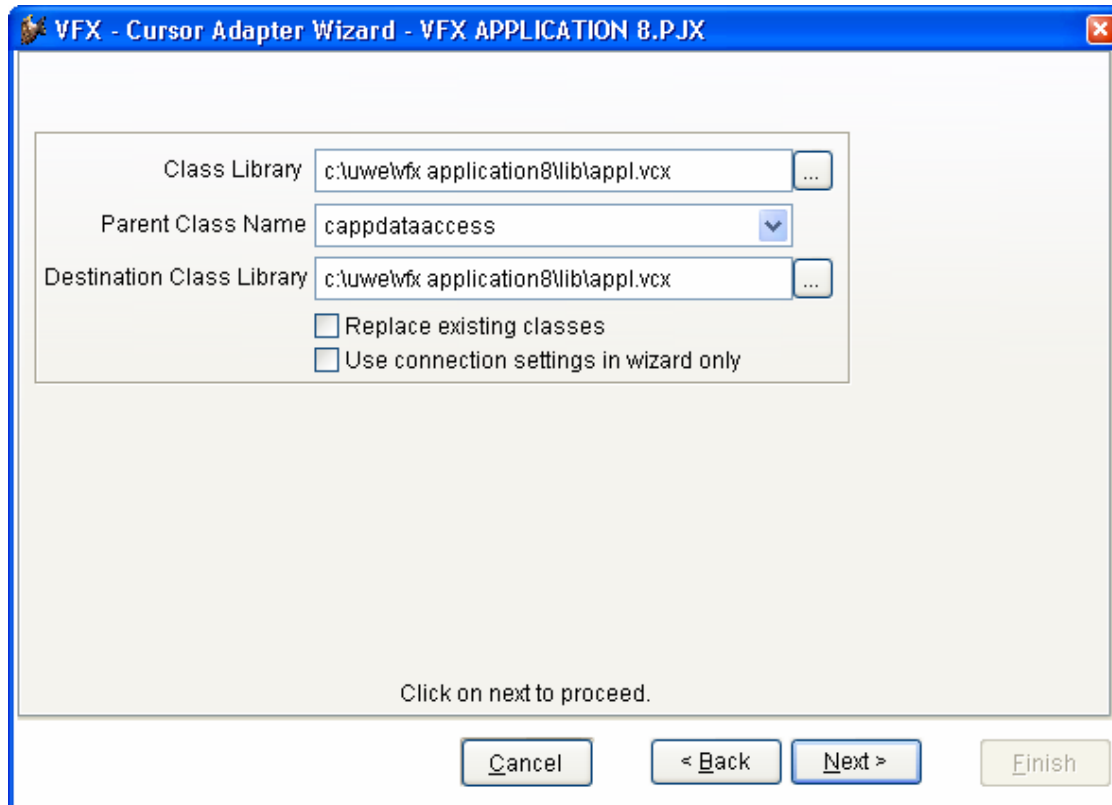 VFX - Cursor Adapter Wizard - VFX APPLICATION 8.PJX
Class Library c:\uwe\vfx application8\lib\appl.vcx ...
Parent Class Name cappdataaccess
Destination Class Library c:\uwe\vfx application8\lib\appl.vcx ...
Replace existing classes
Use connection settings in wizard only
Click on next to proceed.
Cancel < Back Next > Finish